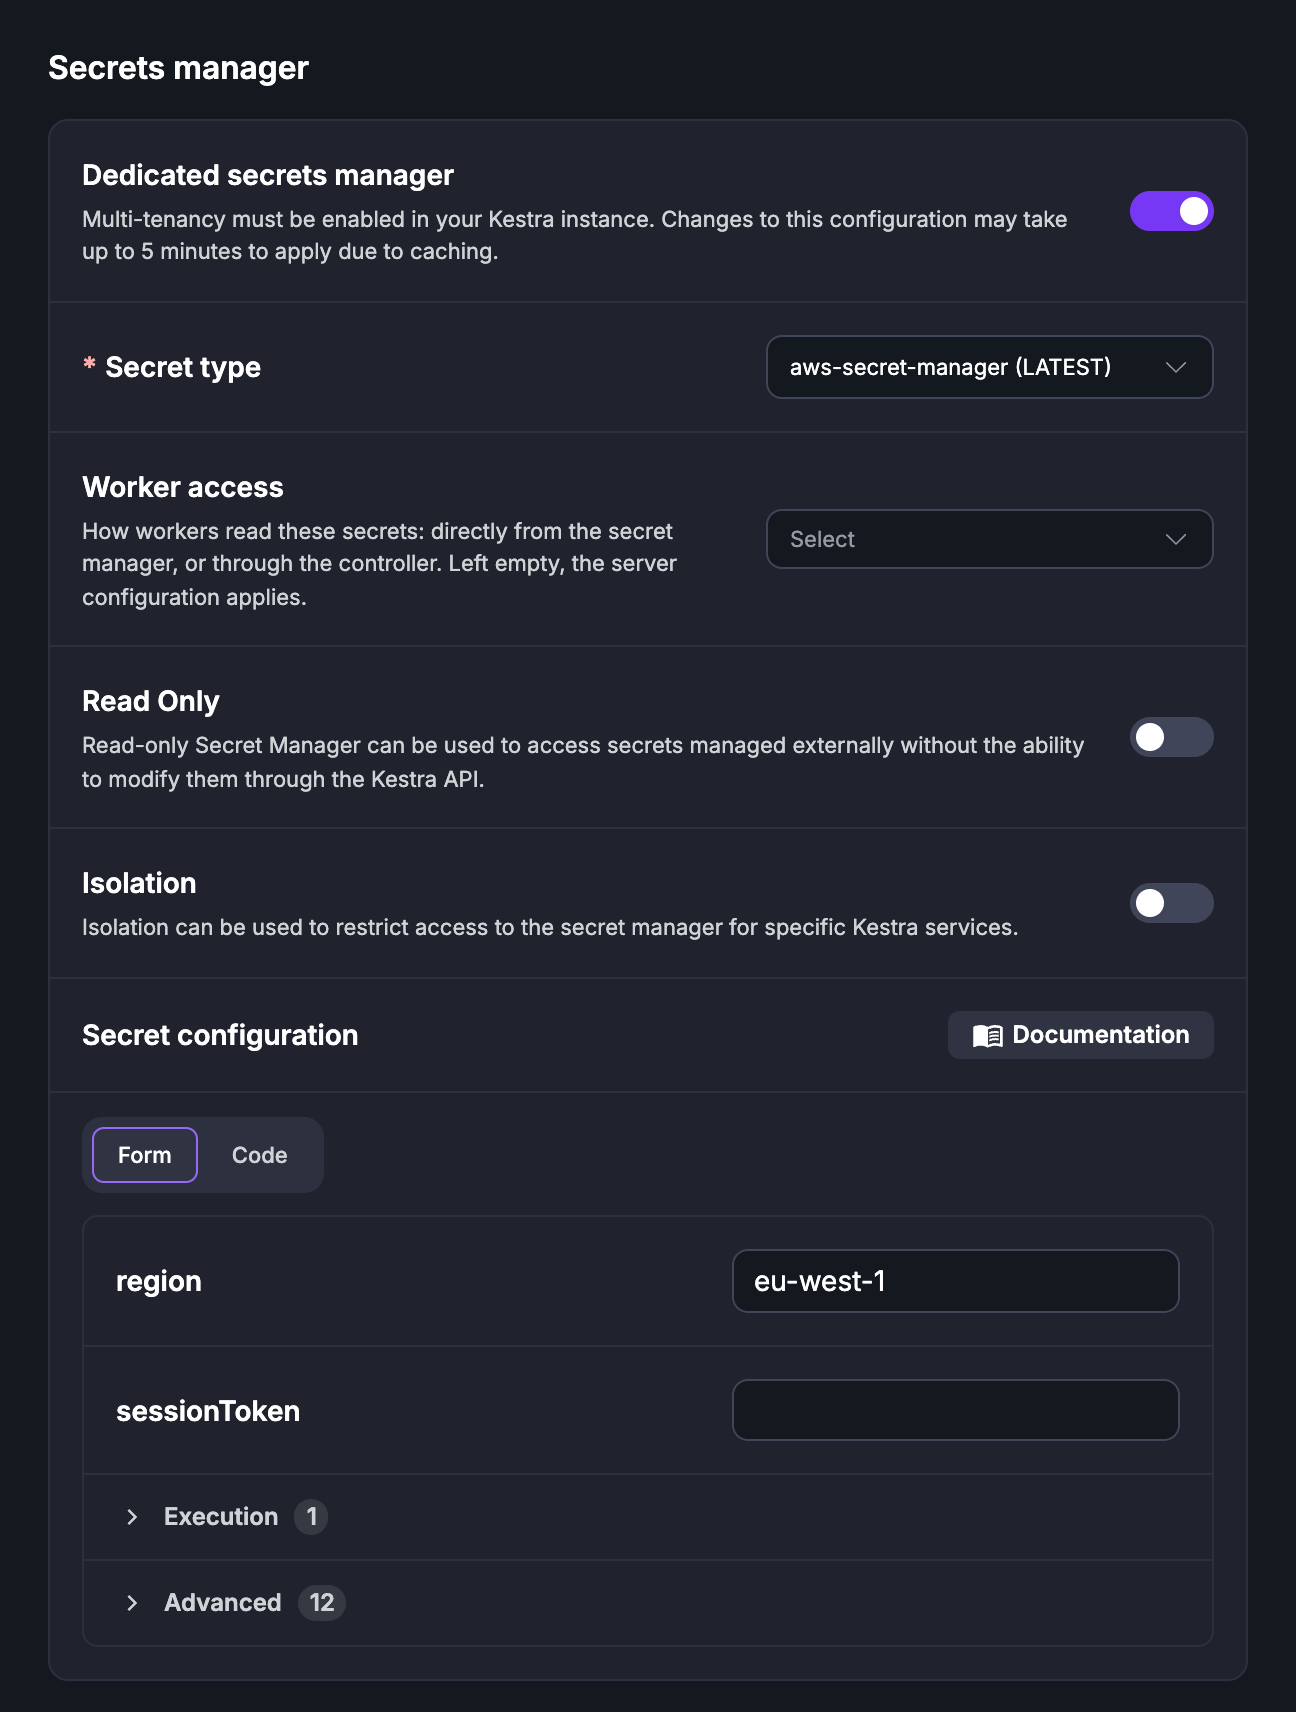 Secrets manager
Dedicated secrets manager
Multi-tenancy must be enabled in your Kestra instance. Changes to this configuration may take
up to 5 minutes to apply due to caching.
* Secret type
aws-secret-manager (LATEST)
Worker access
How workers read these secrets: directly from the secret
manager, or through the controller. Left empty, the server
configuration applies.
Select
Read Only
Read-only Secret Manager can be used to access secrets managed externally without the ability
to modify them through the Kestra API.
Isolation
Isolation can be used to restrict access to the secret manager for specific Kestra services.
Secret configuration
Documentation
Form
Code
region
eu-west-1
sessionToken
Execution 1
Advanced 12